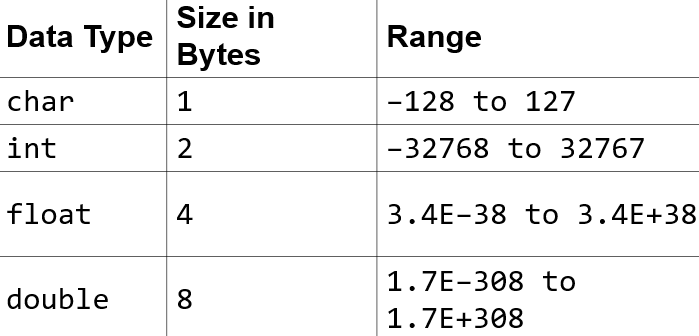 Data Type Size in Bytes Range
char 1 −128 to 127
int 2 −32768 to 32767
float 4 3.4E−38 to 3.4E+38
double 8 1.7E−308 to
1.7E+308